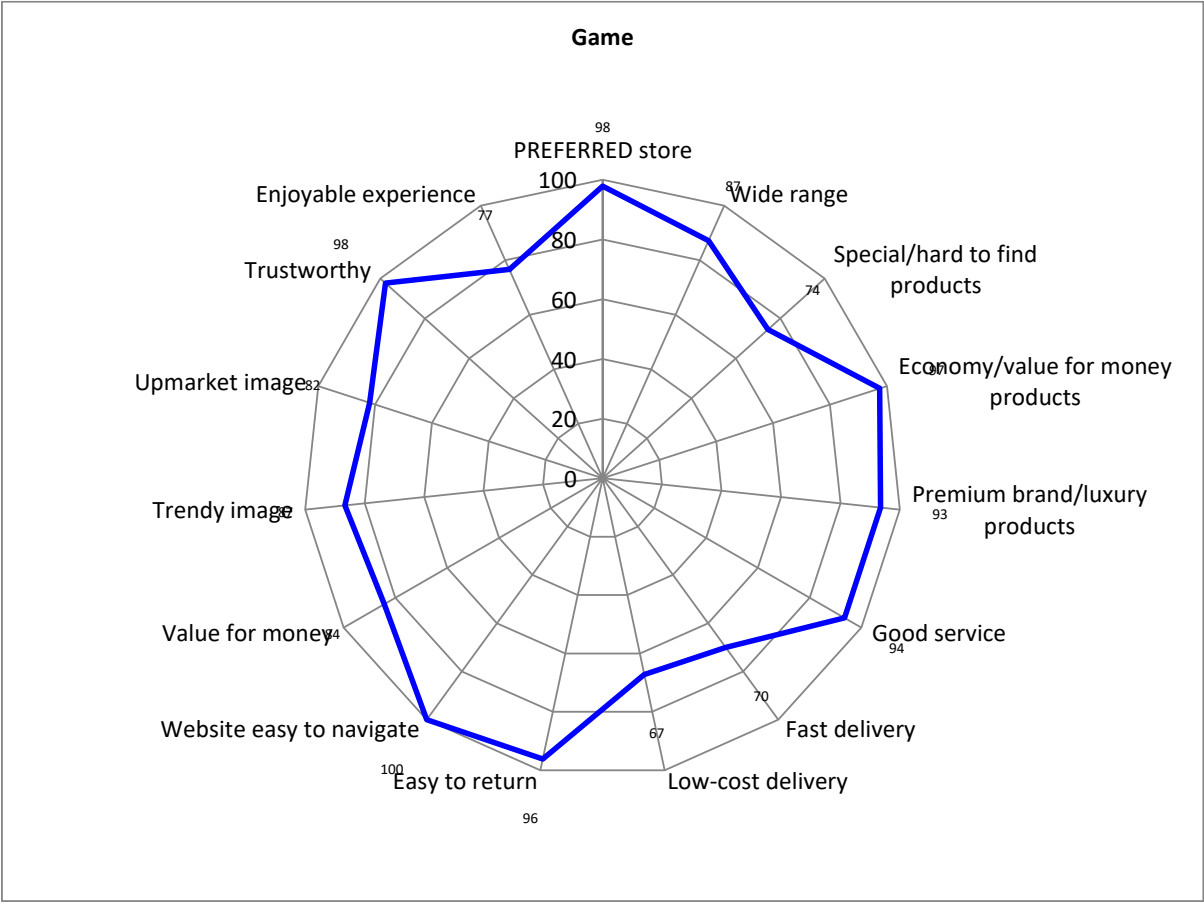 Game
98
PREFERRED store
87
Wide range
Special/hard to find
products
74
Economy/value for money
products
97
Premium brand/luxury
products
93
Good service
94
Fast delivery
70
Low-cost delivery
67
Easy to return
96
Website easy to navigate
100
Value for money
84
Trendy image
87
Upmarket image
82
Trustworthy
98
Enjoyable experience
77
100
80
60
40
20
0